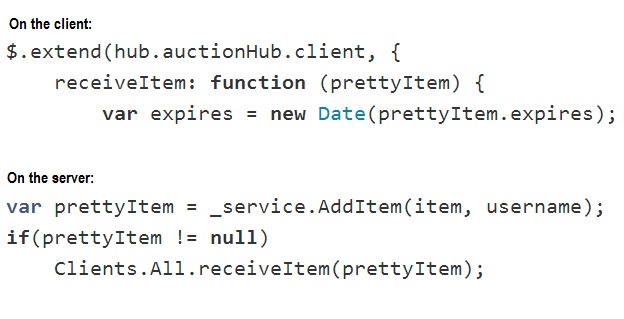 On the client:
$.extend(hub.auctionHub.client, {
    receiveItem: function (prettyItem) {
        var expires = new Date(prettyItem.expires);
On the server:
var prettyItem = _service.AddItem(item, username);
if(prettyItem != null)
    Clients.All.receiveItem(prettyItem);